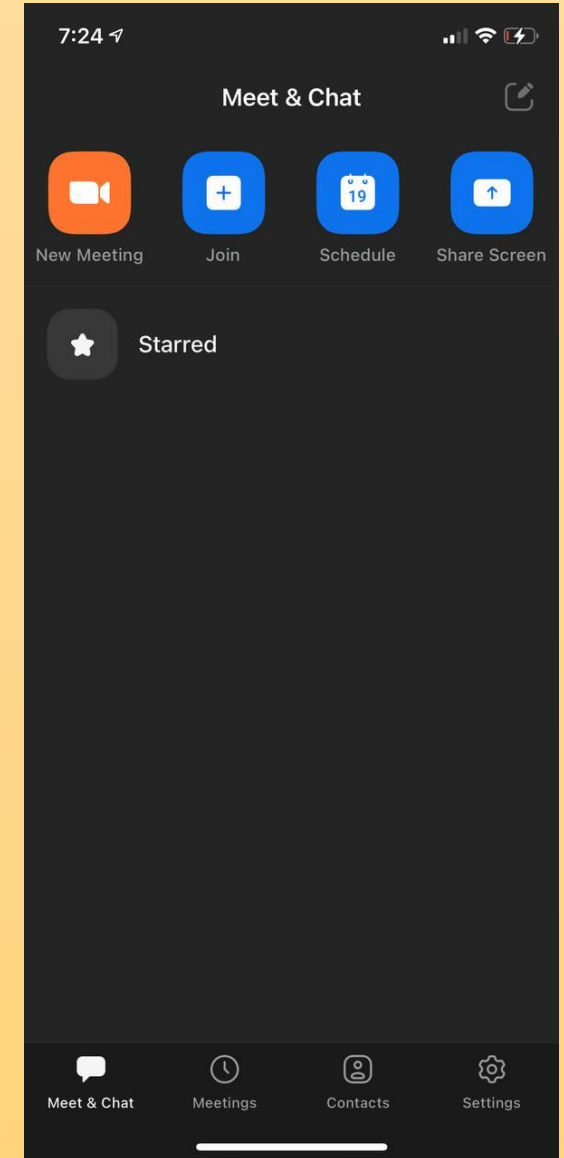 7:24
Meet & Chat
19
New Meeting Join Schedule Share Screen
Starred
Meet & Chat Meetings Contacts Settings